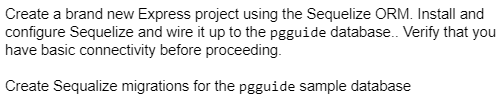 Create a brand new Express project using the Sequelize ORM. Install and
configure Sequelize and wire it up to the pgguide database.. Verify that you
have basic connectivity before proceeding.
Create Sequalize migrations for the pgguide sample database